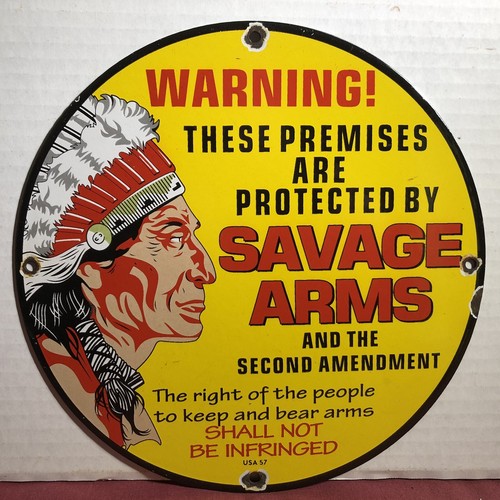 WARNING!
THESE PREMISES
ARE
PROTECTED BY
SAVAGE
ARMS
AND THE
SECOND AMENDMENT
The right of the people
to keep and bear arms
SHALL NOT
BE INFRINGED
USA 57